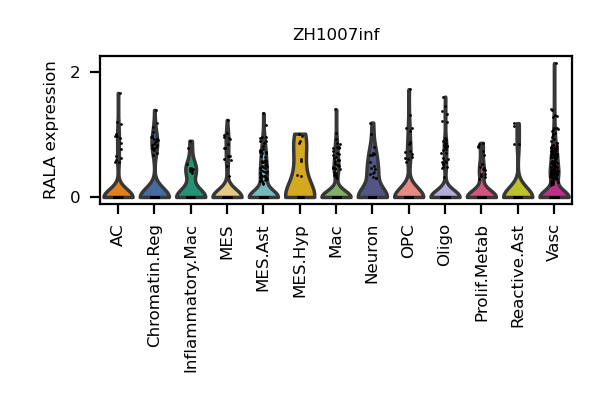 ZH1007inf
RALA expression
2
0
AC
Chromatin.Reg
Inflammatory.Mac
MES
MES.Ast
MES.Hyp
Mac
Neuron
OPC
Oligo
Prolif.Metab
Reactive.Ast
Vasc